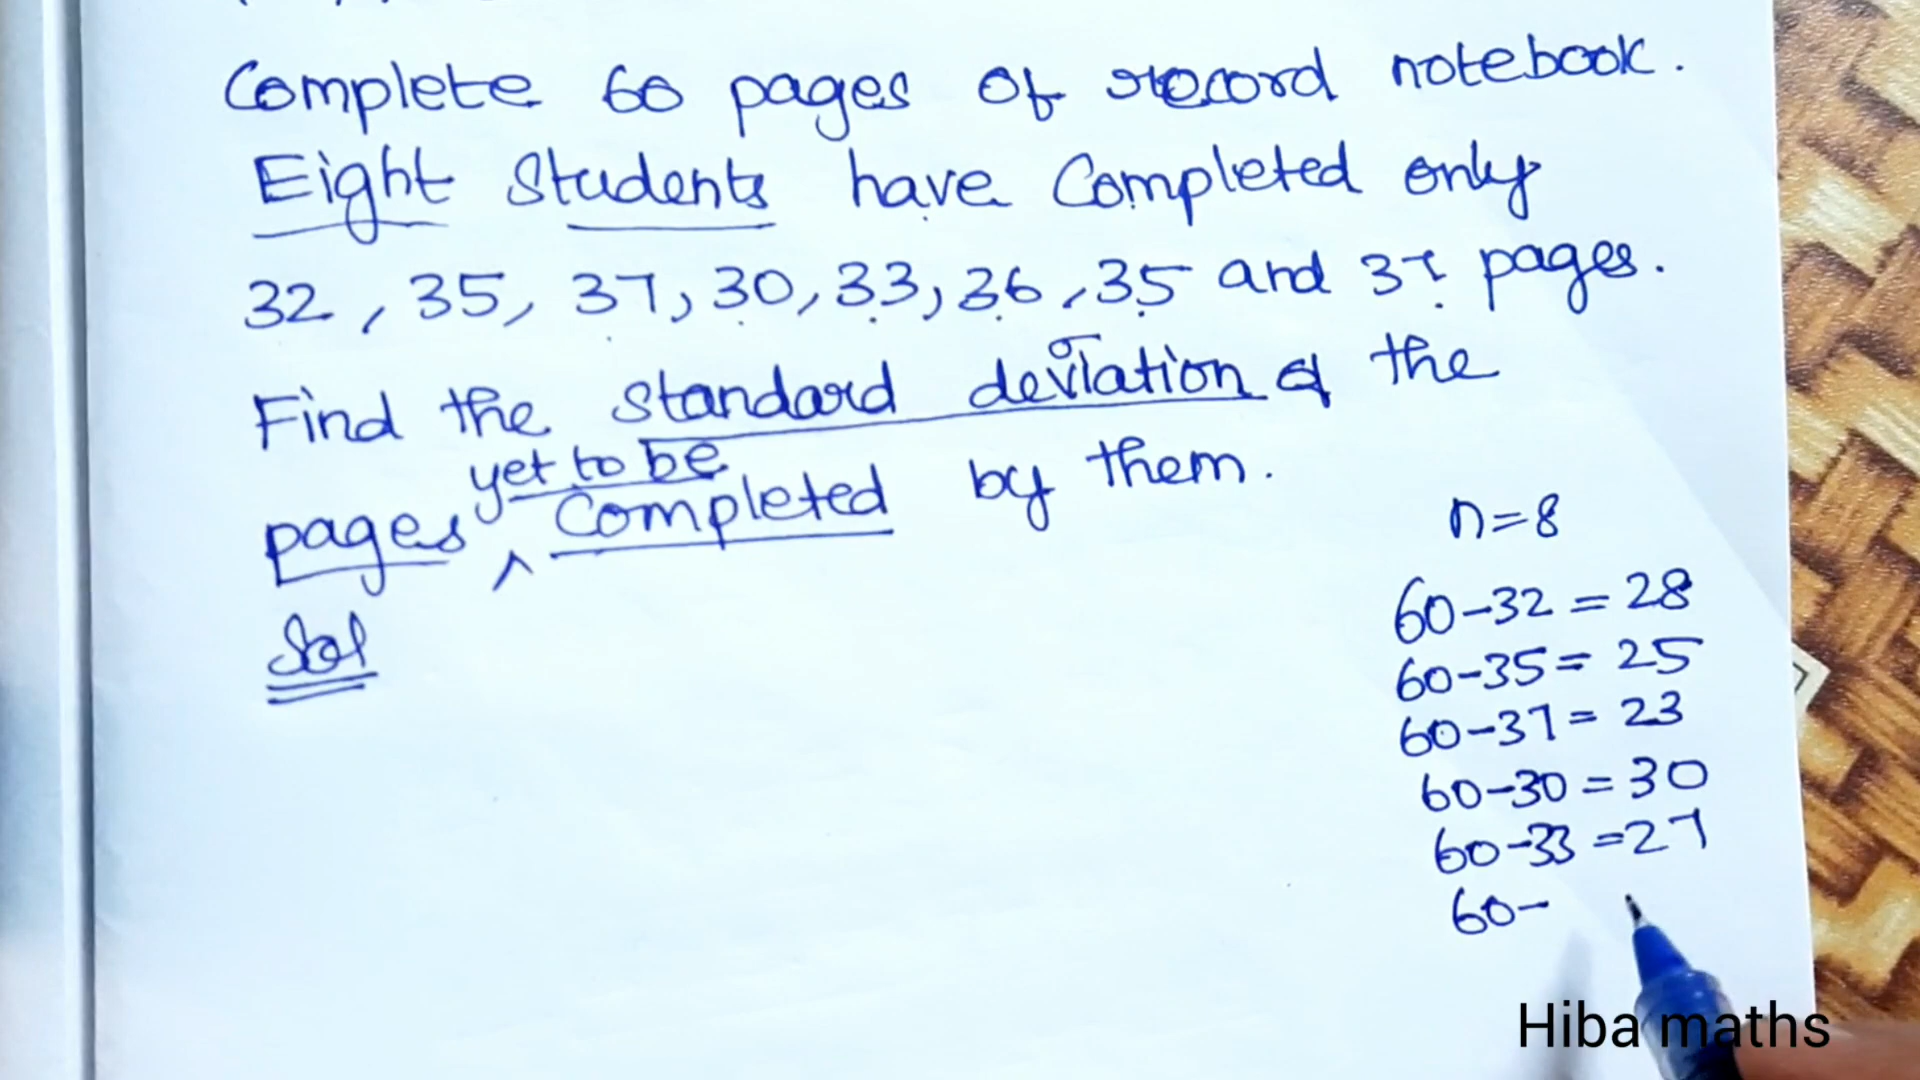 Complete 60 pages of record notebook.
Eight Students have Completed only
32, 35, 37, 30, 33, 36, 35 and 37 pages.
Find the standard deviation of the
yet to be
pages ^ Completed by them.
Sol
σ
n=8
60-32 = 28
60-35= 25
60-37= 23
60-30=30
60-33=27
60-
Hiba maths